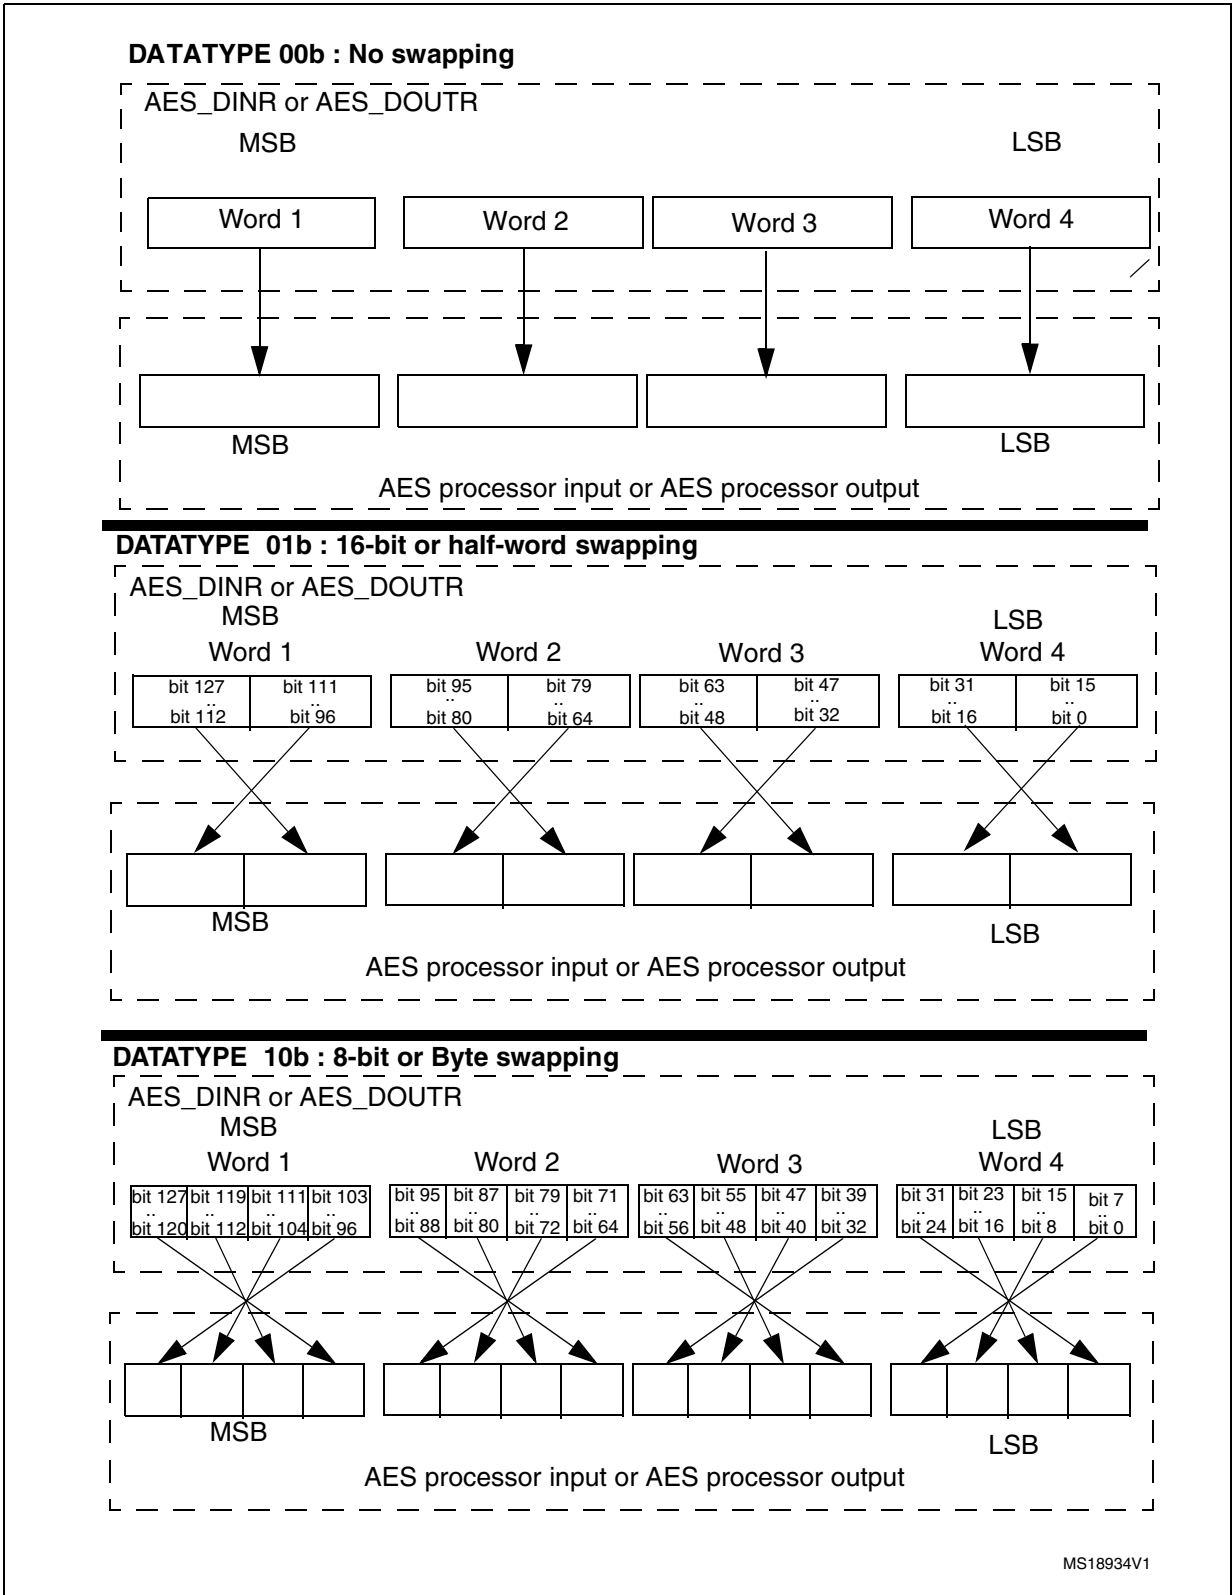 DATATYPE 00b : No swapping
AES_DINR or AES_DOUTR
MSB LSB
Word 1 Word 2 Word 3 Word 4
MSB LSB
AES processor input or AES processor output
DATATYPE 01b : 16-bit or half-word swapping
AES_DINR or AES_DOUTR
MSB LSB
Word 1 Word 2 Word 3 Word 4
bit 127 bit 111 bit 95 bit 79 bit 63 bit 47 bit 31 bit 15
.. .. .. .. .. .. .. ..
bit 112 bit 96 bit 80 bit 64 bit 48 bit 32 bit 16 bit 0
MSB LSB
AES processor input or AES processor output
DATATYPE 10b : 8-bit or Byte swapping
AES_DINR or AES_DOUTR
MSB LSB
Word 1 Word 2 Word 3 Word 4
bit 127 bit 119 bit 111 bit 103 bit 95 bit 87 bit 79 bit 71 bit 63 bit 55 bit 47 bit 39 bit 31 bit 23 bit 15 bit 7
.. .. .. .. .. .. .. .. .. .. .. .. .. .. .. ..
bit 120 bit 112 bit 104 bit 96 bit 88 bit 80 bit 72 bit 64 bit 56 bit 48 bit 40 bit 32 bit 24 bit 16 bit 8 bit 0
MSB LSB
AES processor input or AES processor output
MS18934V1